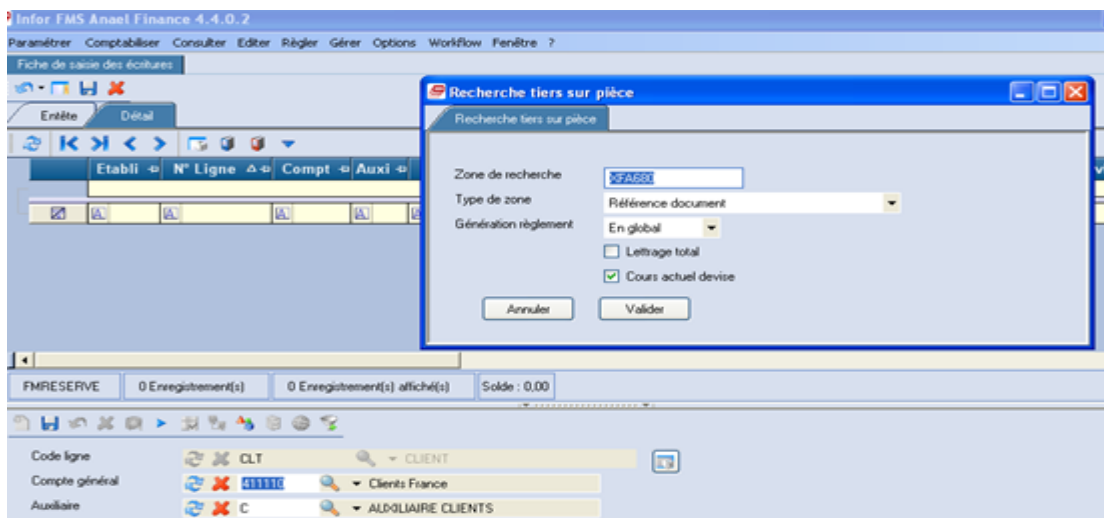 Infor FMS Anael Finance 4.4.0.2
Paramétrer Comptabiliser Consulter Editer Règler Gérer Options Workflow Fenêtre ?
Fiche de saisie des écritures
Entête Détail
Etabli N° Ligne Compt Auxi
Recherche tiers sur pièce
Recherche tiers sur pièce
Zone de recherche XFA680
Type de zone Référence document
Génération règlement En global
Lettrage total
Cours actuel devise
Annuler Valider
FMRESERVE 0 Enregistrement(s) 0 Enregistrement(s) affiché(s) Solde : 0,00
Code ligne CLT CLIENT
Compte général 411110 Clients France
Auxiliaire C AUXILIAIRE CLIENTS